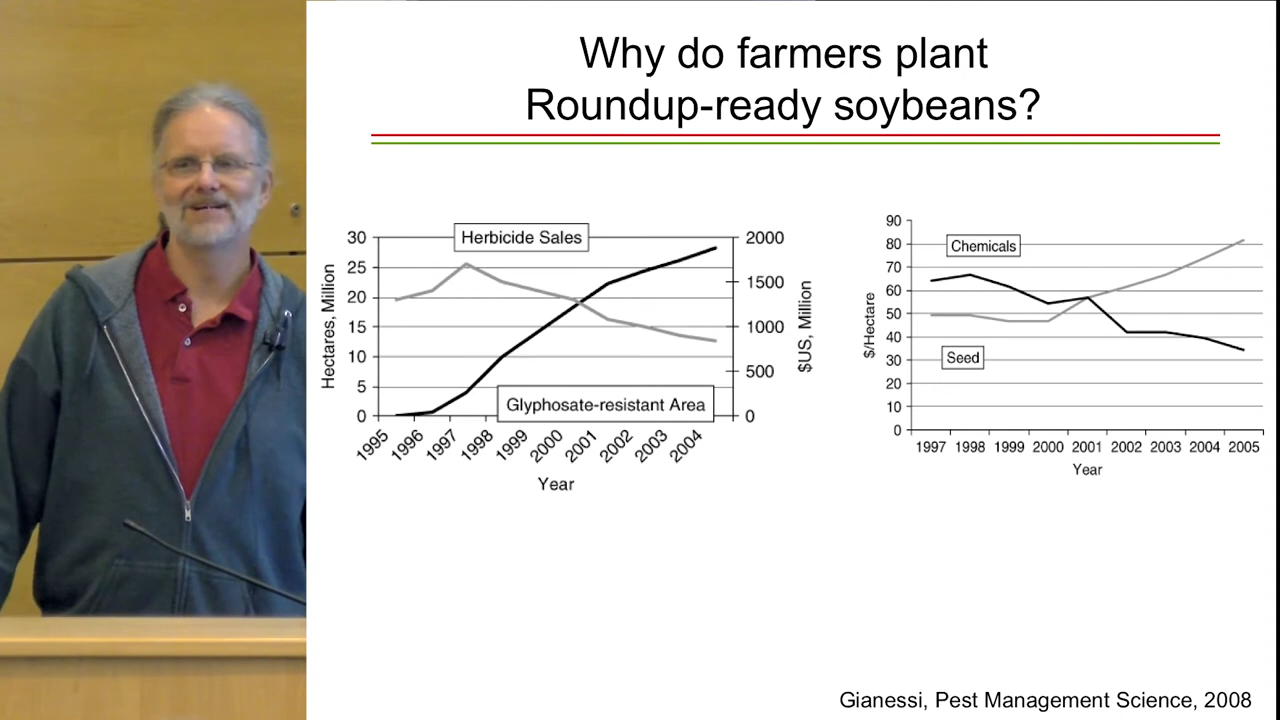 Why do farmers plant
Roundup-ready soybeans?
Herbicide Sales
30
25
20
15
10
5
0
Hectares, Million
2000
1500
1000
500
0
$US, Million
Glyphosate-resistant Area
1995 1996 1997 1998 1999 2000 2001 2002 2003 2004
Year
90
80
70
60
50
40
30
20
10
0
$/Hectare
Chemicals
Seed
1997 1998 1999 2000 2001 2002 2003 2004 2005
Year
Gianessi, Pest Management Science, 2008